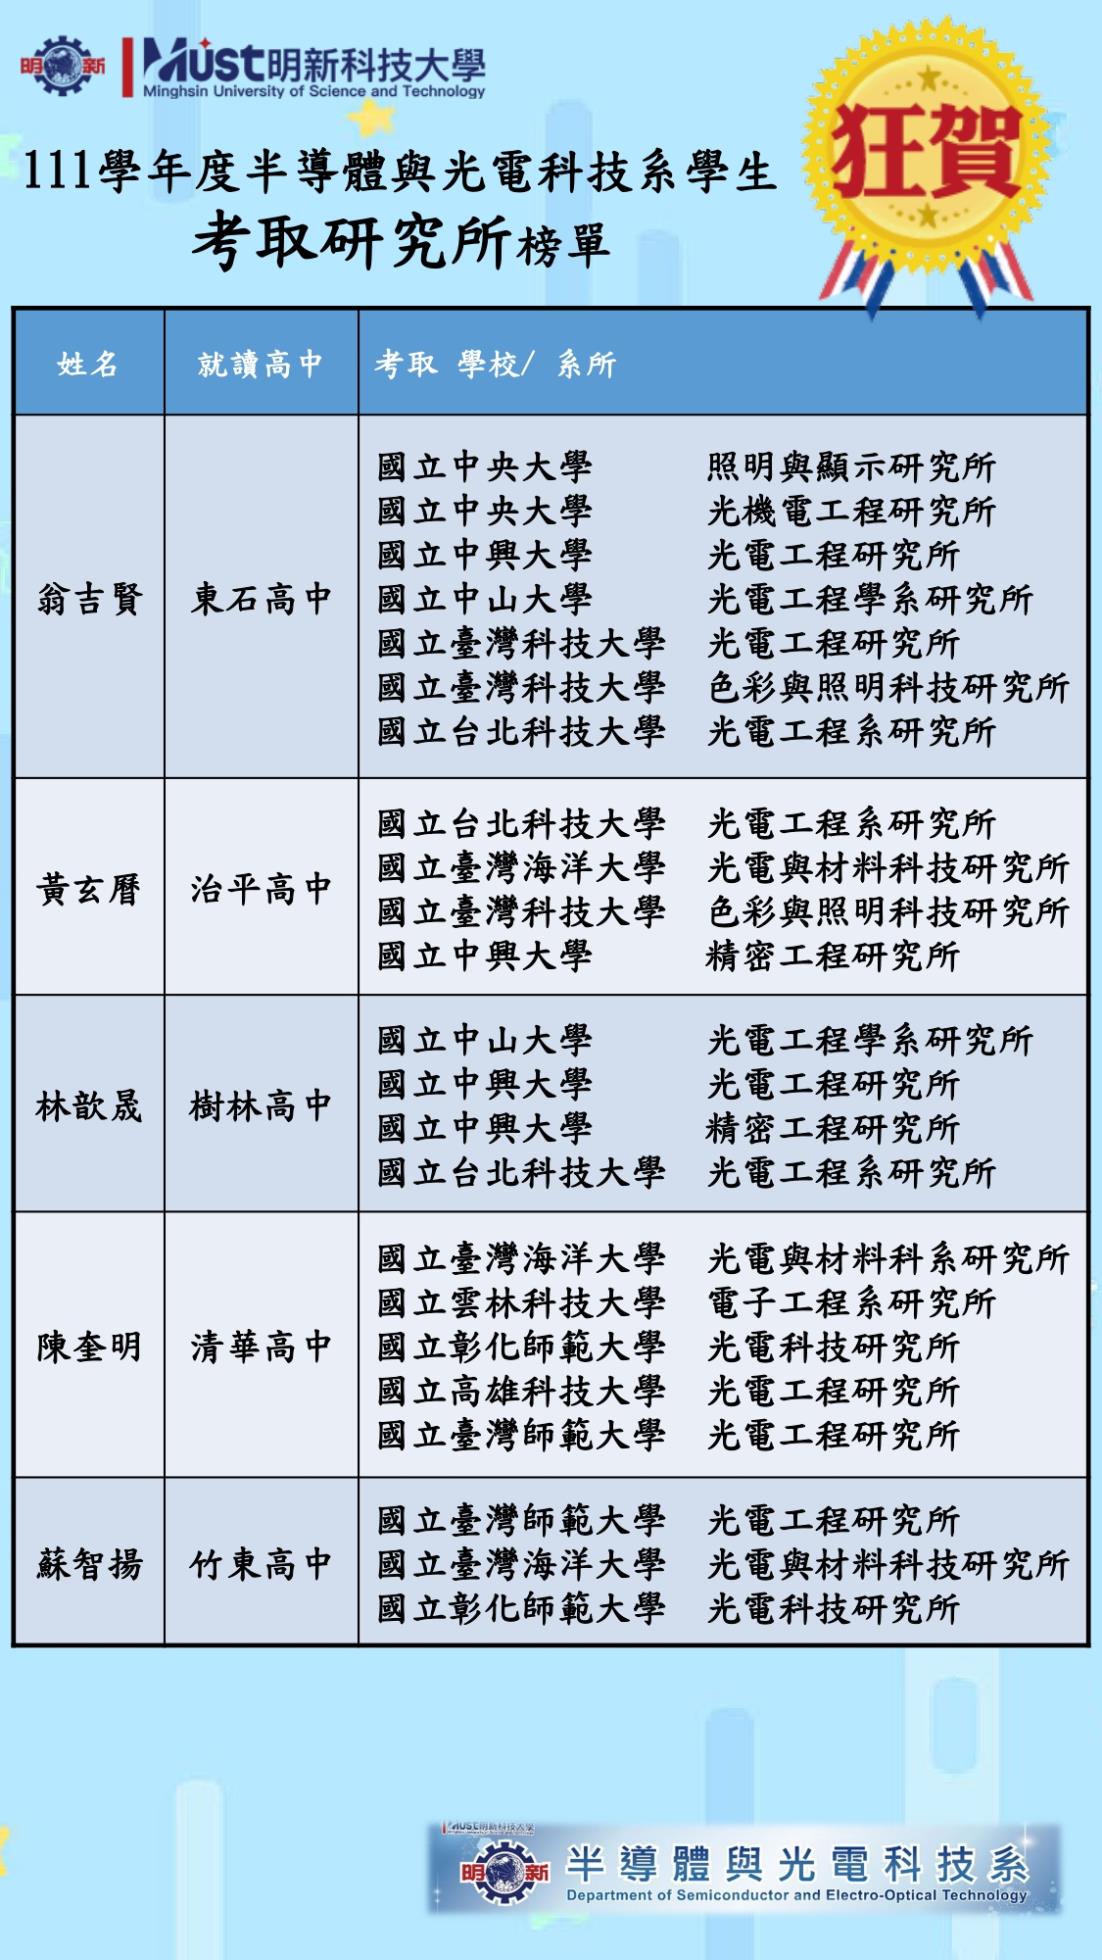 明新 MUST明新科技大學
Minghsin University of Science and Technology
狂賀
111學年度半導體與光電科技系學生
考取研究所榜單
姓名 就讀高中 考取 學校/ 系所
翁吉賢 東石高中
國立中央大學 照明與顯示研究所
國立中央大學 光機電工程研究所
國立中興大學 光電工程研究所
國立中山大學 光電工程學系研究所
國立臺灣科技大學 光電工程研究所
國立臺灣科技大學 色彩與照明科技研究所
國立台北科技大學 光電工程系研究所
黃玄曆 治平高中
國立台北科技大學 光電工程系研究所
國立臺灣海洋大學 光電與材料科技研究所
國立臺灣科技大學 色彩與照明科技研究所
國立中興大學 精密工程研究所
林歆晟 樹林高中
國立中山大學 光電工程學系研究所
國立中興大學 光電工程研究所
國立中興大學 精密工程研究所
國立台北科技大學 光電工程系研究所
陳奎明 清華高中
國立臺灣海洋大學 光電與材料科系研究所
國立雲林科技大學 電子工程系研究所
國立彰化師範大學 光電科技研究所
國立高雄科技大學 光電工程研究所
國立臺灣師範大學 光電工程研究所
蘇智揚 竹東高中
國立臺灣師範大學 光電工程研究所
國立臺灣海洋大學 光電與材料科技研究所
國立彰化師範大學 光電科技研究所
MUST明新科技大學
明新 半導體與光電科技系
Department of Semiconductor and Electro-Optical Technology